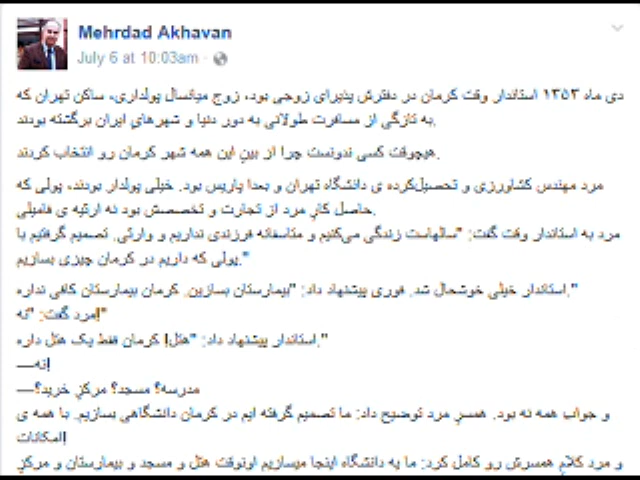 Mehrdad Akhavan
July 6 at 10:03am ·
دی ماه ۱۳۵۳ استاندار وقت کرمان در دفترش پذیرای زوجی بود، زوج میانسال پولداری، ساکن تهران که
به تازگی از مسافرت طولانی به دور دنیا و شهرهای ایران برگشته بودند.
هیچوقت کسی ندونست چرا از بینِ این همه شهر کرمان رو انتخاب کردند.
مرد مهندس کشاورزی و تحصیل‌کرده ی دانشگاه تهران و بعدا پاریس بود. خیلی پولدار بودند، پولی که
حاصل کارِ مرد از تجارت و تخصصش بود نه ارثیه ی فامیلی.
مرد به استاندار وقت گفت: "سالهاست زندگی می‌کنیم و متاسفانه فرزندی نداریم و وارثی. تصمیم گرفتیم با
پولی که داریم در کرمان چیزی بسازیم."
استاندار خیلی خوشحال شد. فوری پیشنهاد داد: "بیمارستان بسازین. کرمان بیمارستان کافی نداره."
مرد گفت: "نه!"
استاندار پیشنهاد داد: "هتل! کرمان فقط یک هتل داره."
—نه!
—مدرسه؟ مسجد؟ مرکزِ خرید؟
و جواب همه نه بود. همسرِ مرد توضیح داد: ما تصمیم گرفته ایم در کرمان دانشگاهی بسازیم. با همه ی
امکانات!
و مرد کلامِ همسرش رو کامل کرد: ما یه دانشگاه اینجا میسازیم اونوقت هتل و مسجد و بیمارستان و مرکزِ